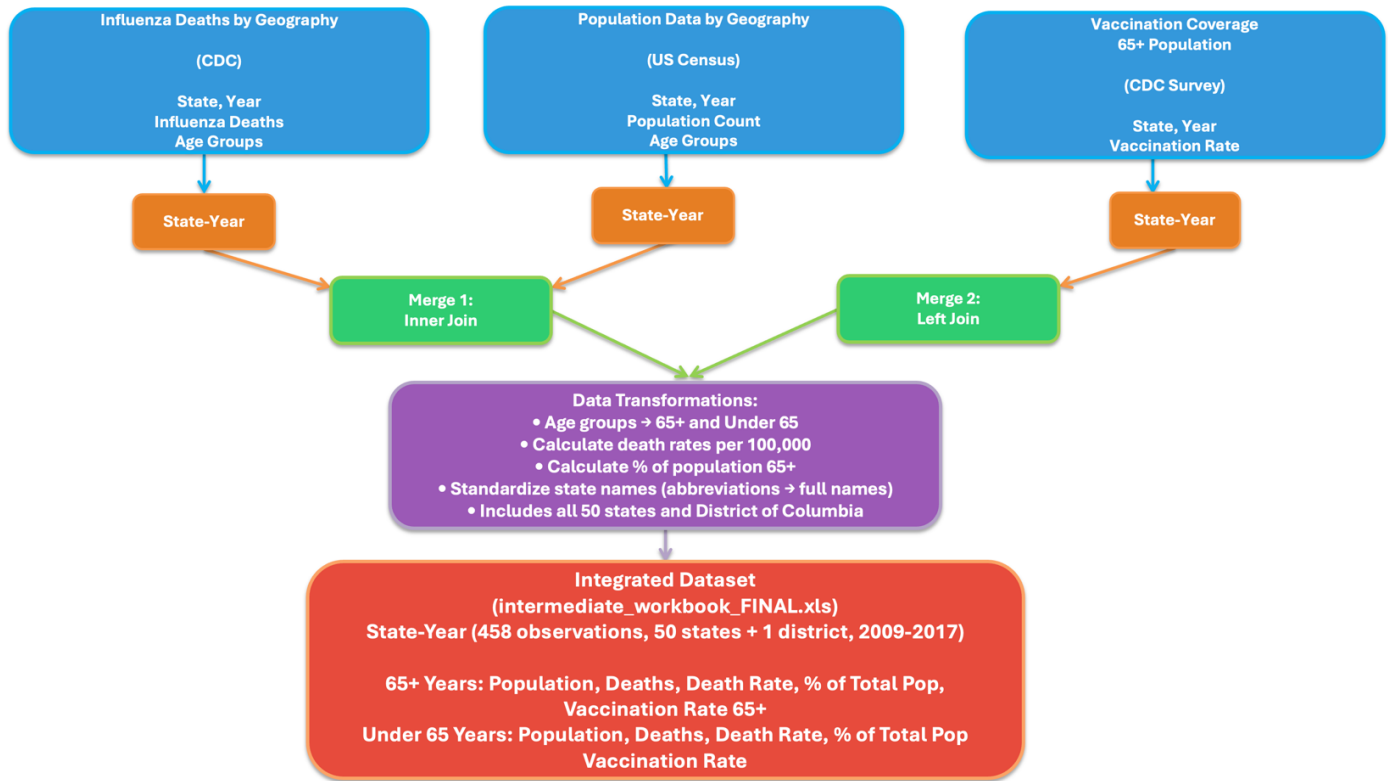 Influenza Deaths by Geography
(CDC)
State, Year
Influenza Deaths
Age Groups
Population Data by Geography
(US Census)
State, Year
Population Count
Age Groups
Vaccination Coverage
65+ Population
(CDC Survey)
State, Year
Vaccination Rate
State-Year
State-Year
State-Year
Merge 1:
Inner Join
Merge 2:
Left Join
Data Transformations:
• Age groups → 65+ and Under 65
• Calculate death rates per 100,000
• Calculate % of population 65+
• Standardize state names (abbreviations → full names)
• Includes all 50 states and District of Columbia
Integrated Dataset
(intermediate_workbook_FINAL.xls)
State-Year (458 observations, 50 states + 1 district, 2009-2017)
65+ Years: Population, Deaths, Death Rate, % of Total Pop,
Vaccination Rate 65+
Under 65 Years: Population, Deaths, Death Rate, % of Total Pop
Vaccination Rate